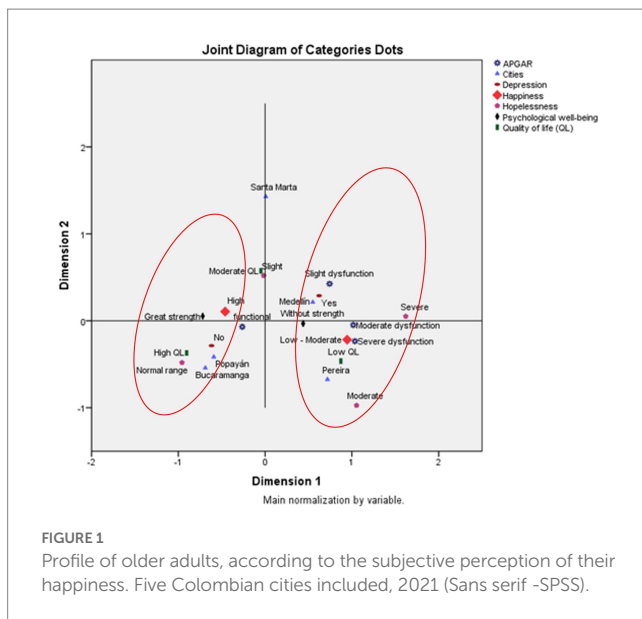 Joint Diagram of Categories Dots
APGAR
Cities
Depression
Happiness
Hopelessness
Psychological well-being
Quality of life (QL)
2
1
0
-1
Dimension 2
Santa Marta
Moderate QL
Slight
Slight dysfunction
High
Medellín
Yes
Severe
Great strength
functional
Without strength
Moderate dysfunction
No
Low - Moderate
Severe dysfunction
High QL
Popayán
Low QL
Normal range
Bucaramanga
Pereira
Moderate
-2
-1
0
1
2
Dimension 1
Main normalization by variable.
FIGURE 1
Profile of older adults, according to the subjective perception of their
happiness. Five Colombian cities included, 2021 (Sans serif -SPSS).